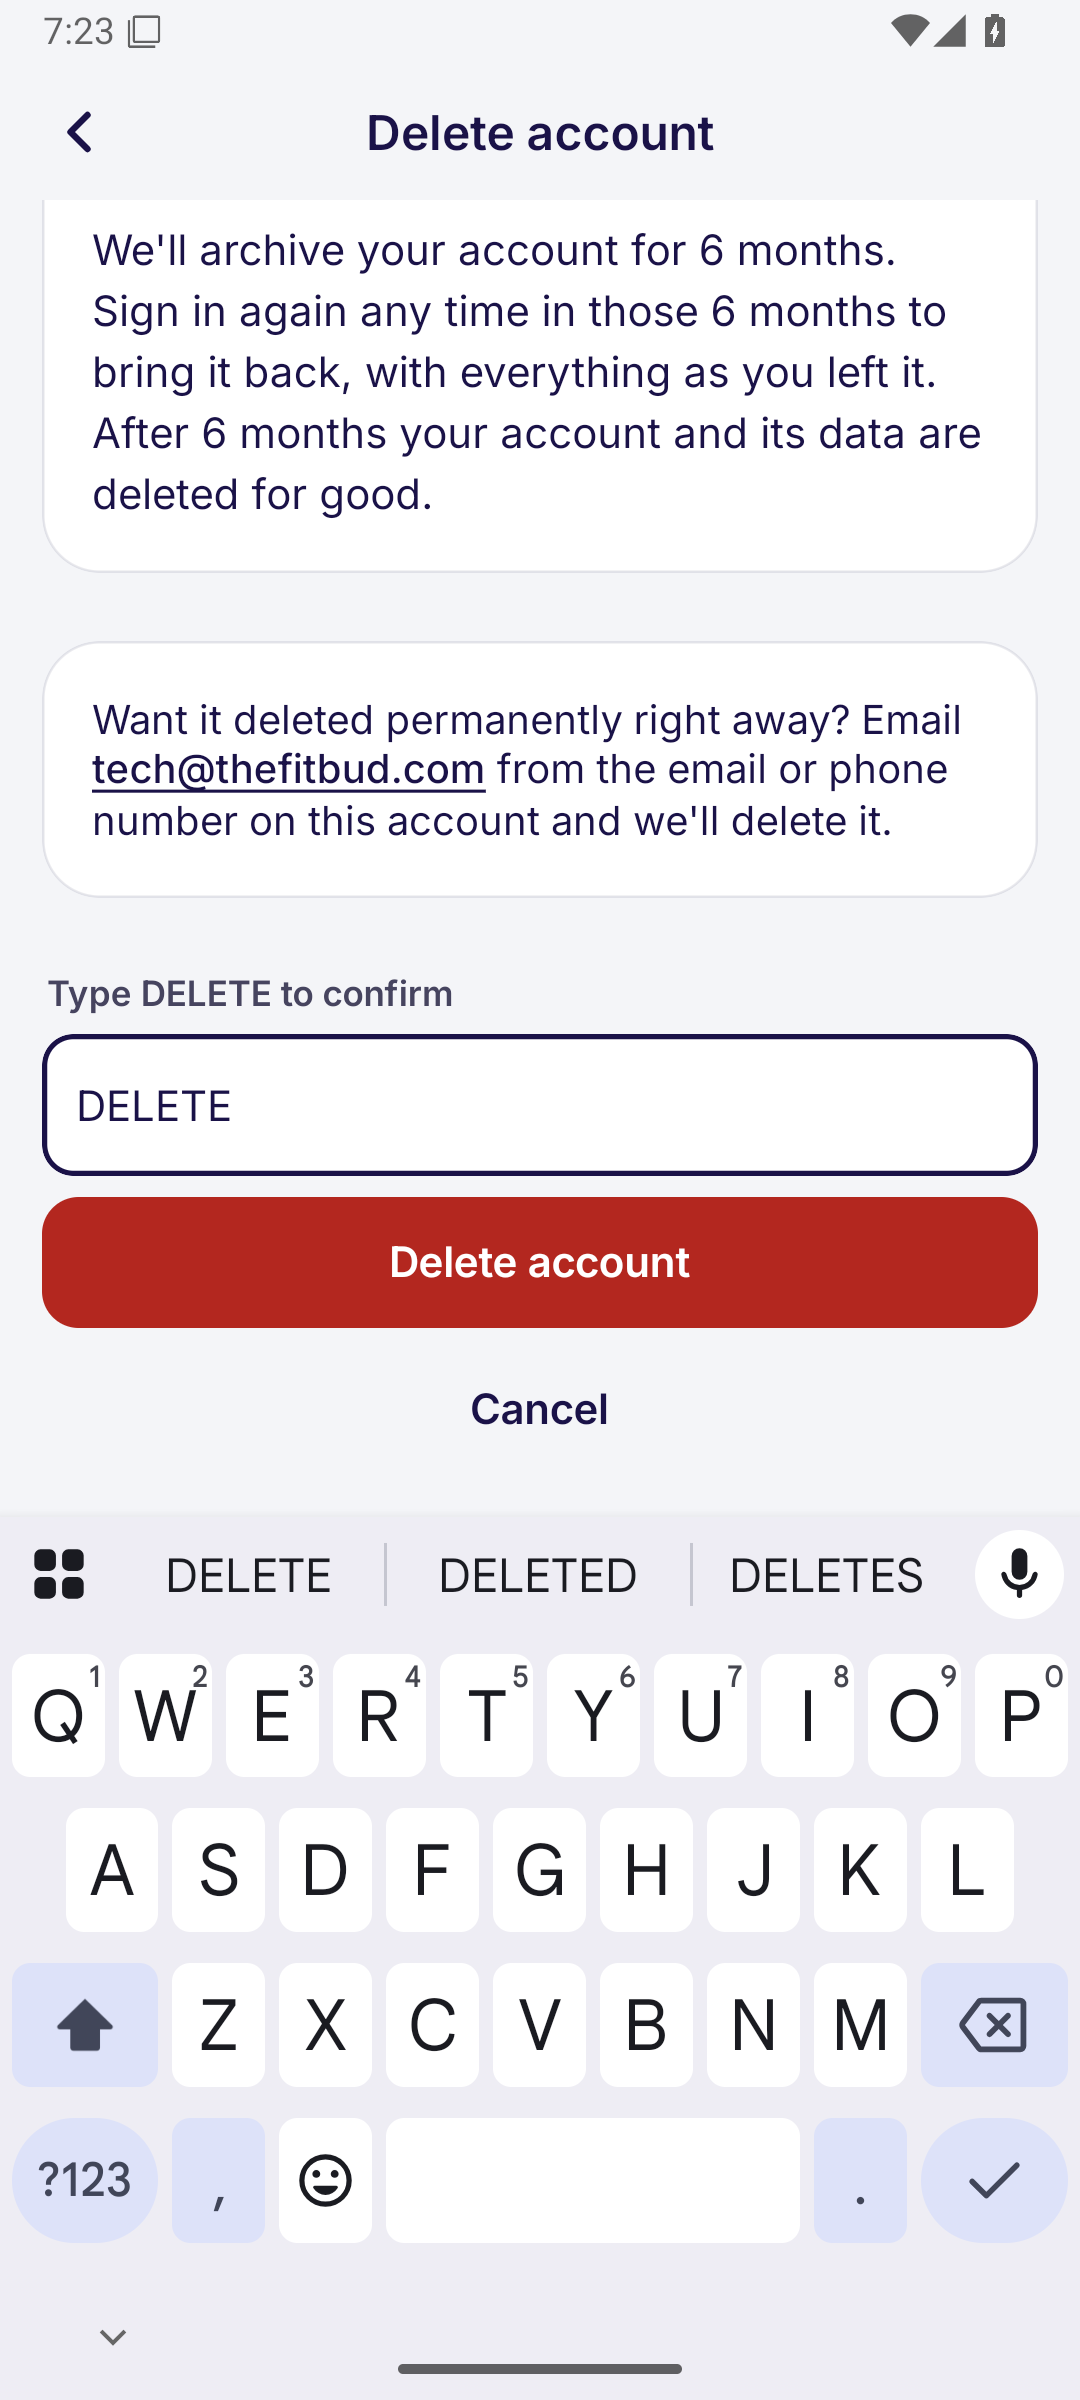 7:23
Delete account
We'll archive your account for 6 months.
Sign in again any time in those 6 months to
bring it back, with everything as you left it.
After 6 months your account and its data are
deleted for good.
Want it deleted permanently right away? Email
tech@thefitbud.com from the email or phone
number on this account and we'll delete it.
Type DELETE to confirm
DELETE
Delete account
Cancel
DELETE DELETED DELETES
Q1 W2 E3 R4 T5 Y6 U7 I8 O9 P0
A S D F G H J K L
Z X C V B N M
?123 , .